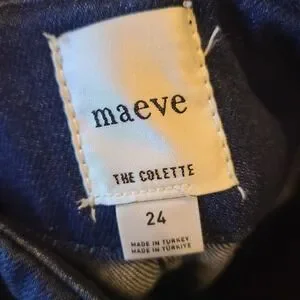 maeve
THE COLETTE
24
MADE IN TURKEY
MADE IN TÜRKIYE